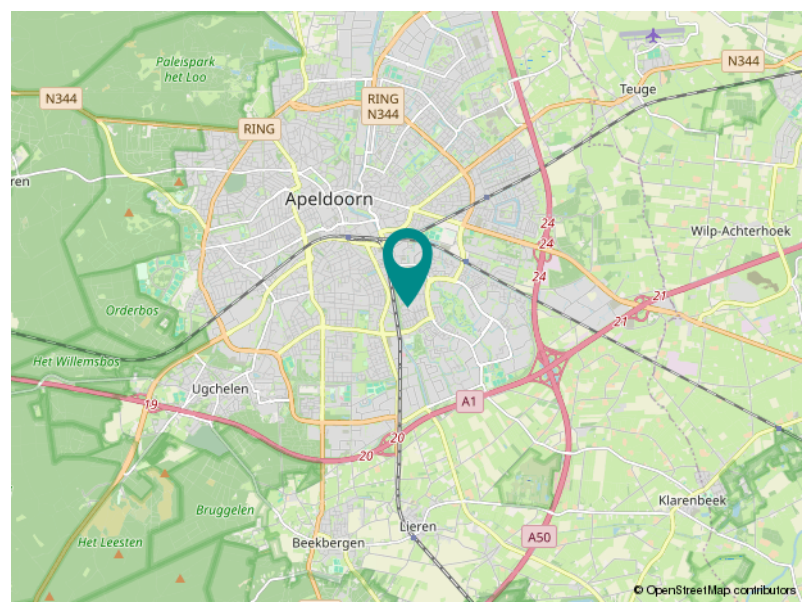 Paleispark
het Loo
N344
RING
RING
N344
Teuge
N344
ren
Apeldoorn
24
24
24
Wilp-Achterhoek
21
21
Orderbos
Het Willemsbos
Ugchelen
19
A1
20
20
Bruggelen
Het Leesten
Beekbergen
Lieren
A50
Klarenbeek
© OpenStreetMap contributors